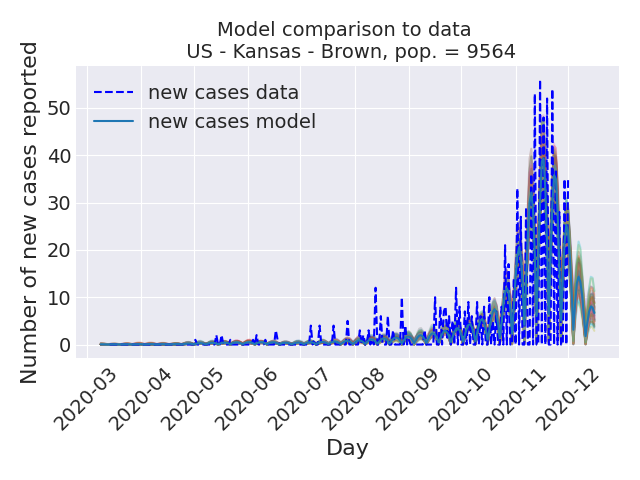 Model comparison to data
US - Kansas - Brown, pop. = 9564
Number of new cases reported
50
40
30
20
10
0
new cases data
new cases model
2020-03
2020-04
2020-05
2020-06
2020-07
2020-08
2020-09
2020-10
2020-11
2020-12
Day